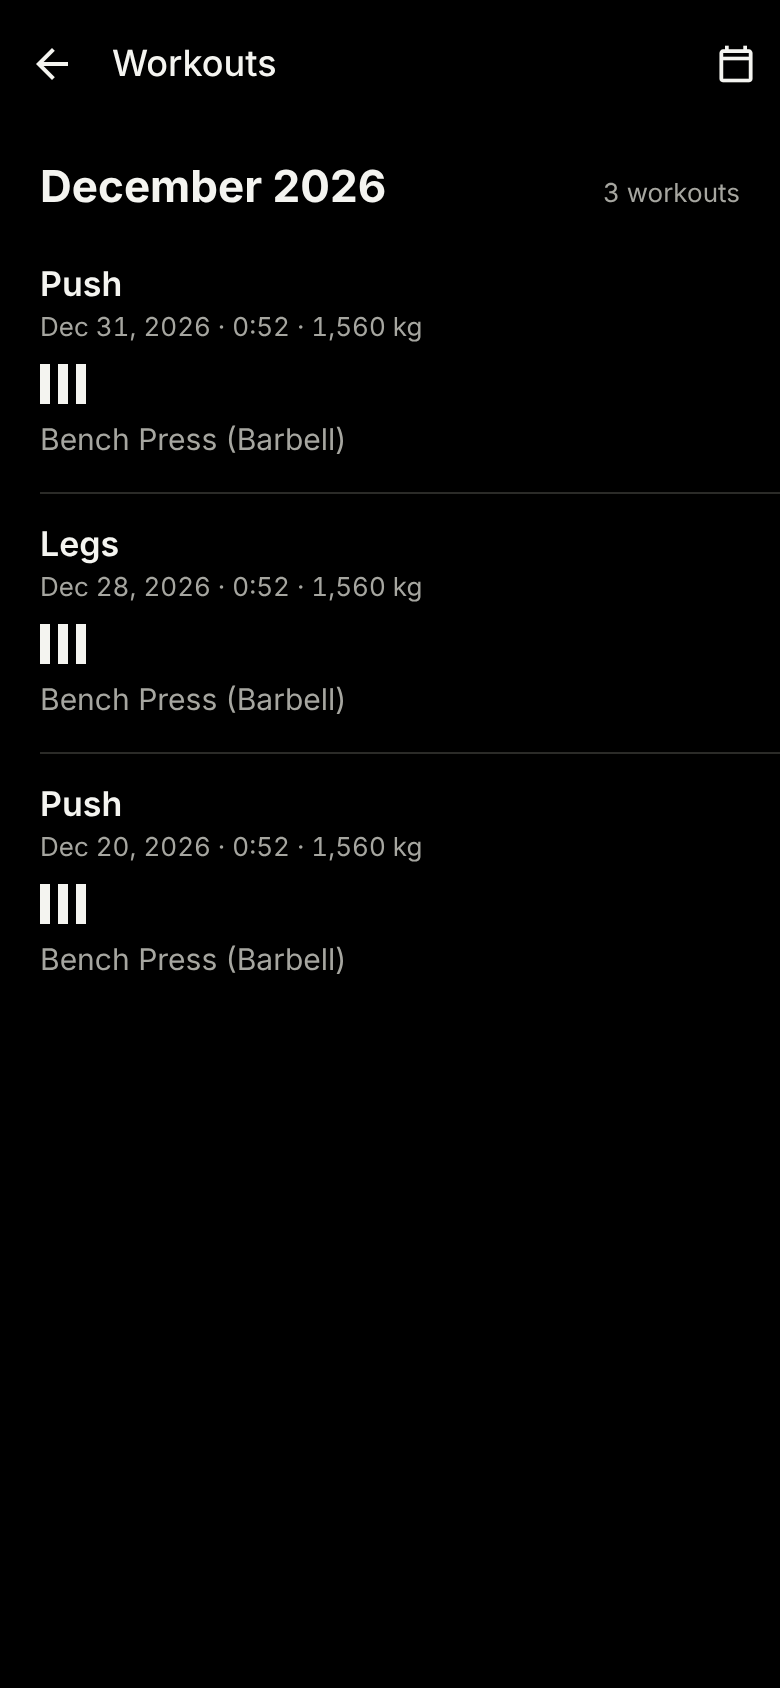 Workouts
December 2026
3 workouts
Push
Dec 31, 2026 · 0:52 · 1,560 kg
Bench Press (Barbell)
Legs
Dec 28, 2026 · 0:52 · 1,560 kg
Bench Press (Barbell)
Push
Dec 20, 2026 · 0:52 · 1,560 kg
Bench Press (Barbell)